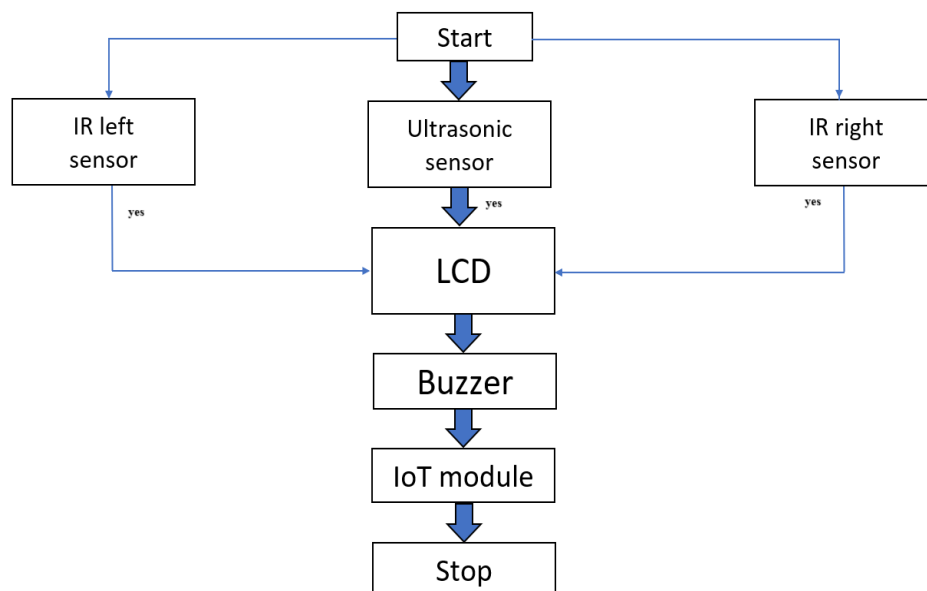 Start
IR left
sensor
Ultrasonic
sensor
IR right
sensor
yes
yes
yes
LCD
Buzzer
IoT module
Stop